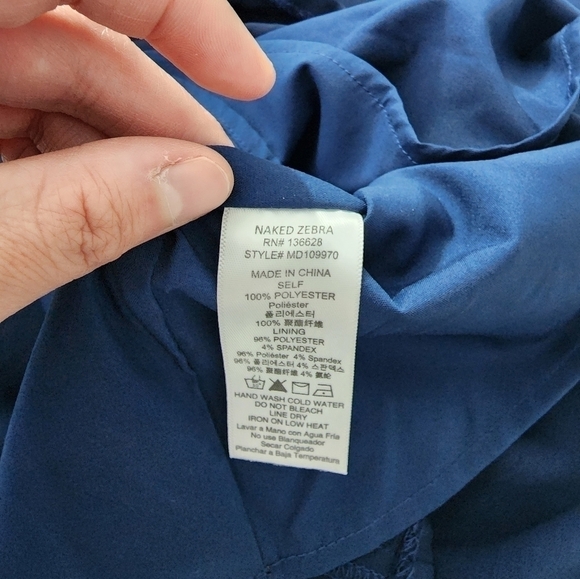 NAKED ZEBRA
RN# 136628
STYLE# MD109970
MADE IN CHINA
SELF
100% POLYESTER
Poliéster
폴리에스터
100% 聚酯纤维
LINING
96% POLYESTER
4% SPANDEX
96% Poliéster 4% Spandex
96% 폴리에스터 4% 스판덱스
96% 聚酯纤维 4% 氨纶
HAND WASH COLD WATER
DO NOT BLEACH
LINE DRY
IRON ON LOW HEAT
Lavar a Mano con Agua Fria
No use Blanqueador
Secar Colgado
Planchar a Baja Temperatura